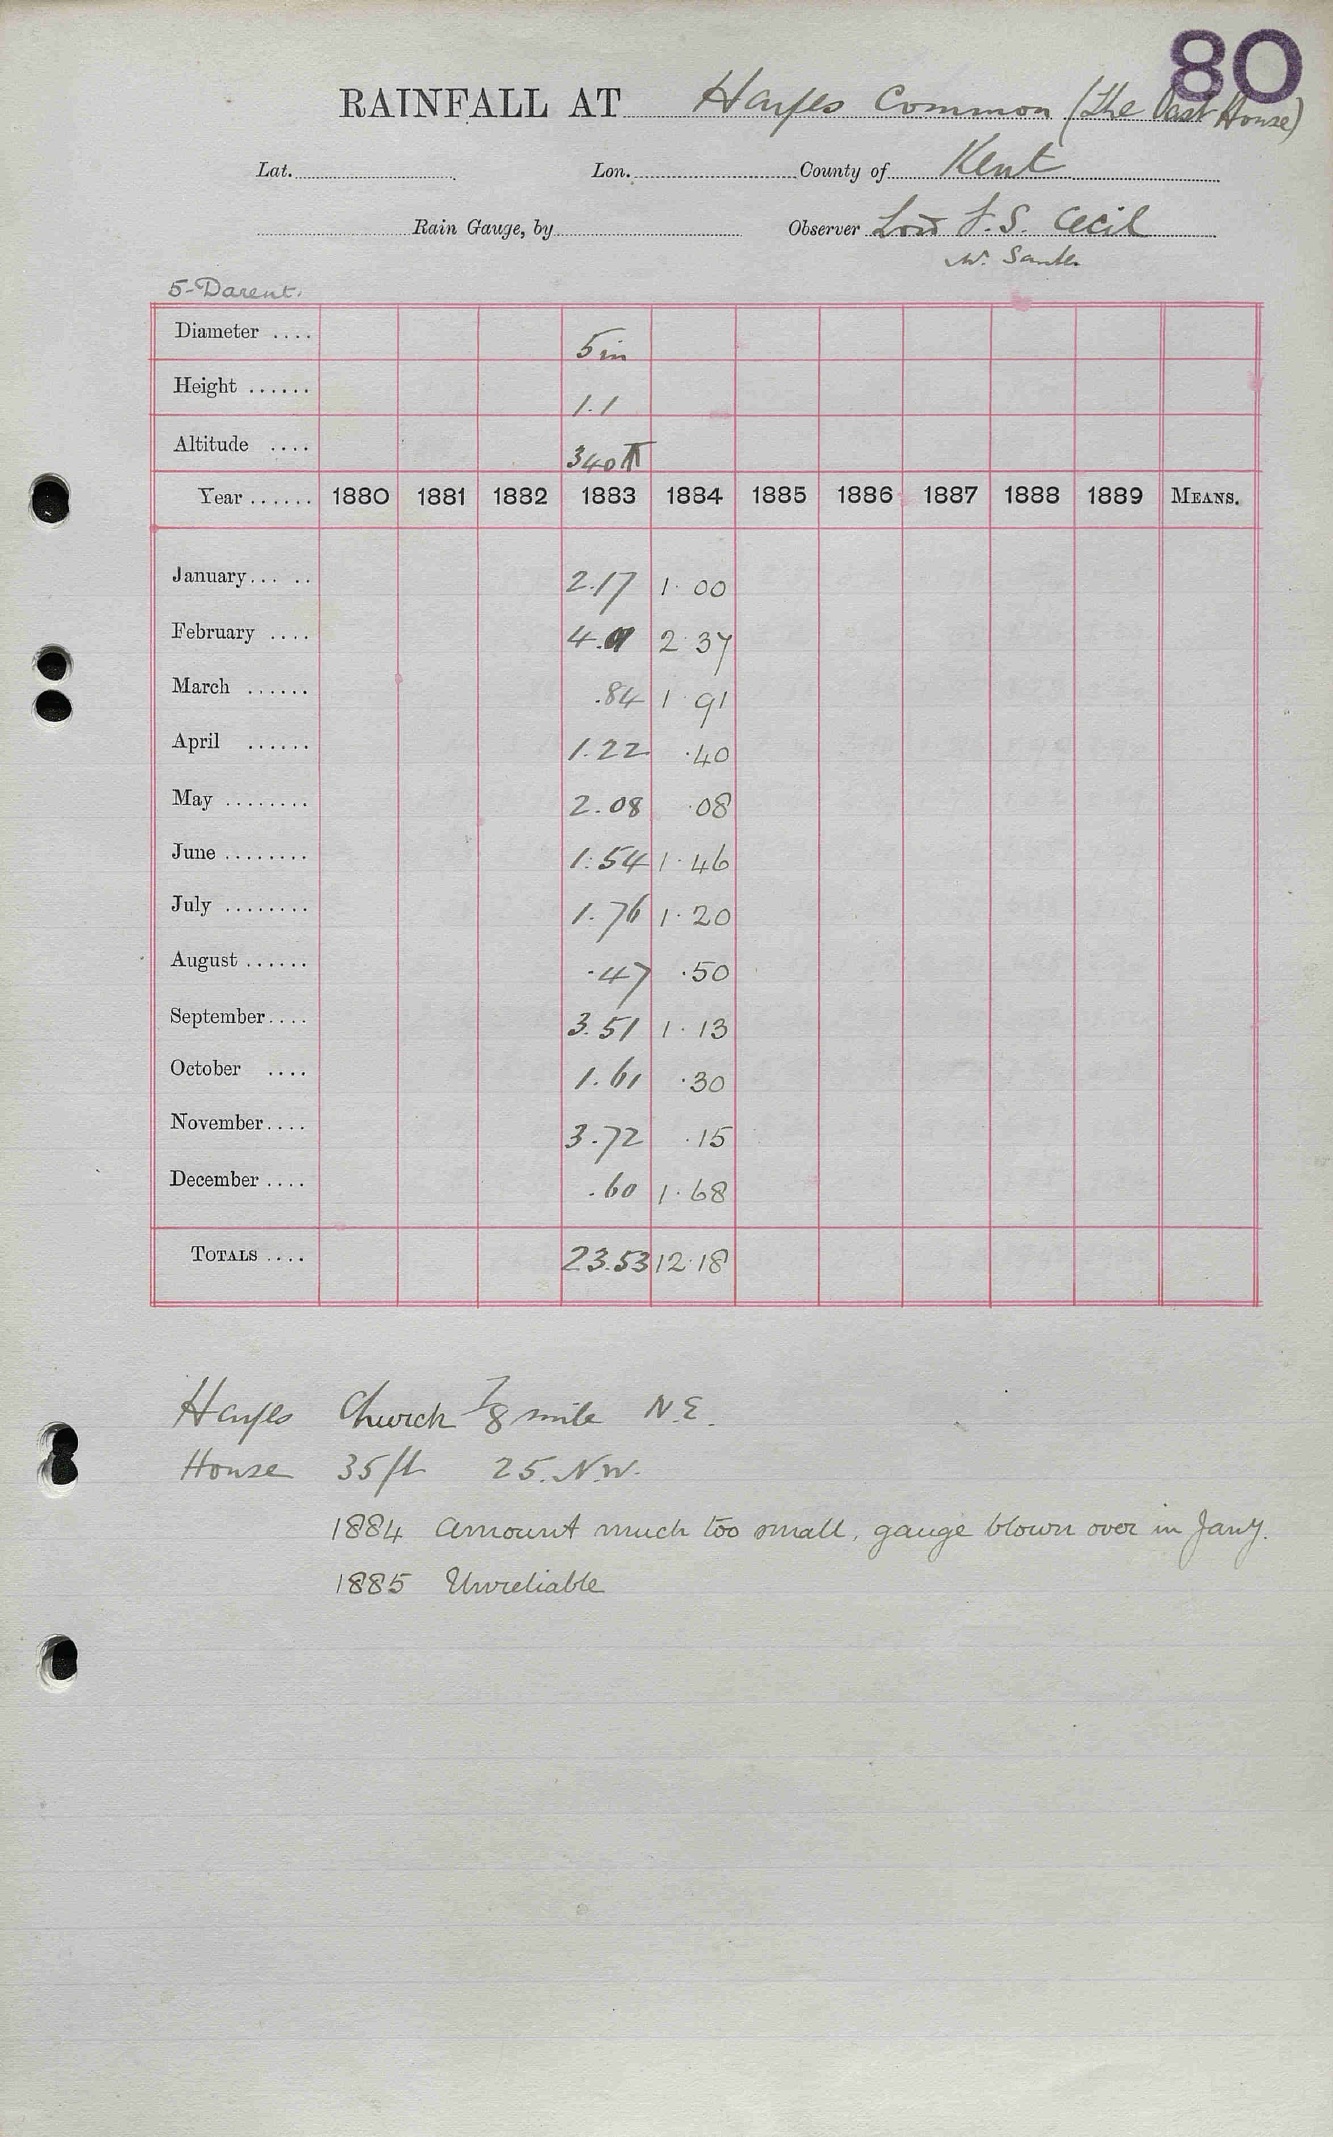 80
RAINFALL AT Hayes Common (The Oast House)
Lat. Lon. County of Kent
Rain Gauge, by Observer Lord S. Cecil
5-Darent.
Diameter .... 5 in
Height ...... 1.1
Altitude .... 340 ft
Year ...... 1880 1881 1882 1883 1884 1885 1886 1887 1888 1889 MEANS.
January... .. 2.17 1.00
February .... 4.01 2.37
March ...... .84 1.91
April ...... 1.22 .40
May ........ 2.08 .08
June ........ 1.54 1.46
July ........ 1.76 1.20
August ...... .47 .50
September.... 3.51 1.13
October .... 1.61 .30
November.... 3.72 .15
December .... .60 1.68
TOTALS .... 23.53 12.18
Hayes Church 7/8 mile N.E.
House 35 ft 25. N.W.
1884 Amount much too small, gauge blown over in Jany.
1885 Unreliable